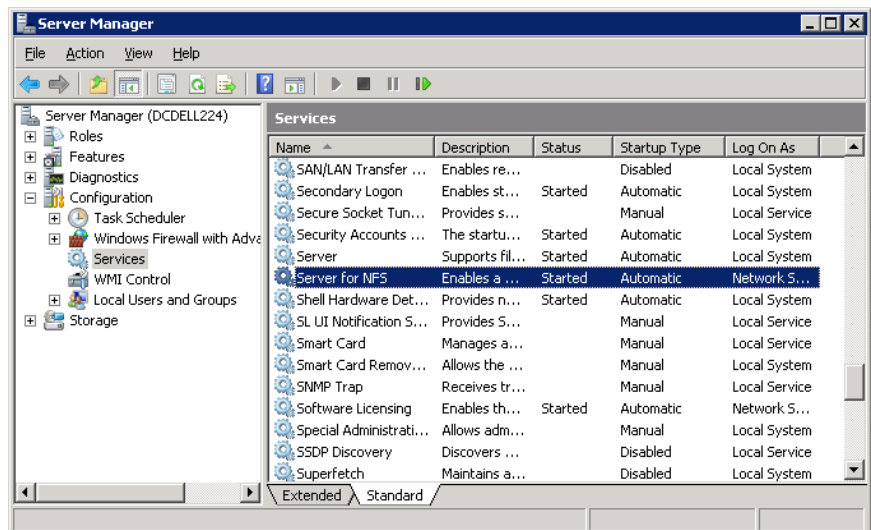 Server Manager
File Action View Help
Server Manager (DCDELL224)
Roles
Features
Diagnostics
Configuration
Task Scheduler
Windows Firewall with Adva
Services
WMI Control
Local Users and Groups
Storage
Services
Name Description Status Startup Type Log On As
SAN/LAN Transfer ... Enables re... Disabled Local System
Secondary Logon Enables st... Started Automatic Local System
Secure Socket Tun... Provides s... Manual Local Service
Security Accounts ... The startu... Started Automatic Local System
Server Supports fil... Started Automatic Local System
Server for NFS Enables a ... Started Automatic Network S...
Shell Hardware Det... Provides n... Started Automatic Local System
SL UI Notification S... Provides S... Manual Local Service
Smart Card Manages a... Manual Local Service
Smart Card Remov... Allows the ... Manual Local System
SNMP Trap Receives tr... Manual Local Service
Software Licensing Enables th... Started Automatic Network S...
Special Administrati... Allows adm... Manual Local System
SSDP Discovery Discovers ... Disabled Local Service
Superfetch Maintains a... Disabled Local System
Extended Standard